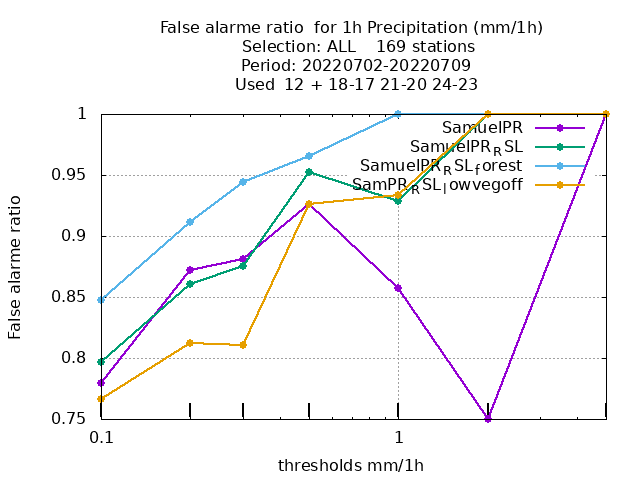 False alarme ratio  for 1h Precipitation (mm/1h)
Selection: ALL    169 stations
Period: 20220702-20220709
Used  12 + 18-17 21-20 24-23
1
0.95
0.9
0.85
0.8
0.75
False alarme ratio
SamuelPR
SamuelPR_RSL
SamuelPR_RSL_forest
SamPR_RSL_lowvegoff
0.1
1
thresholds mm/1h